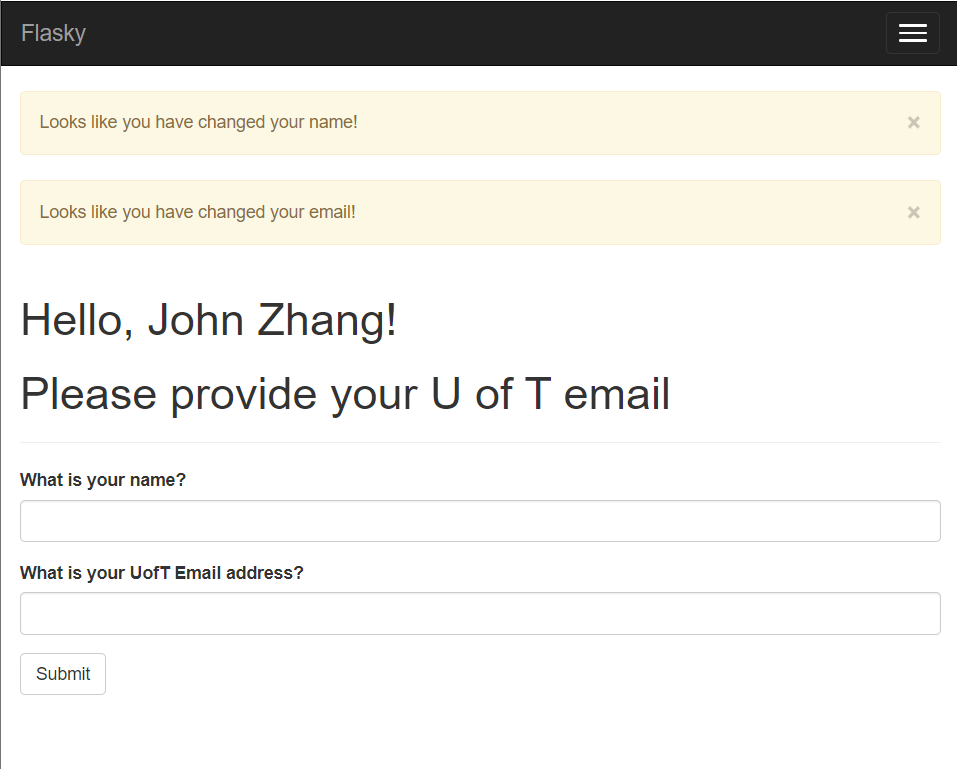 Flasky
Looks like you have changed your name!
×
Looks like you have changed your email!
×
Hello, John Zhang!
Please provide your U of T email
What is your name?
What is your UofT Email address?
Submit